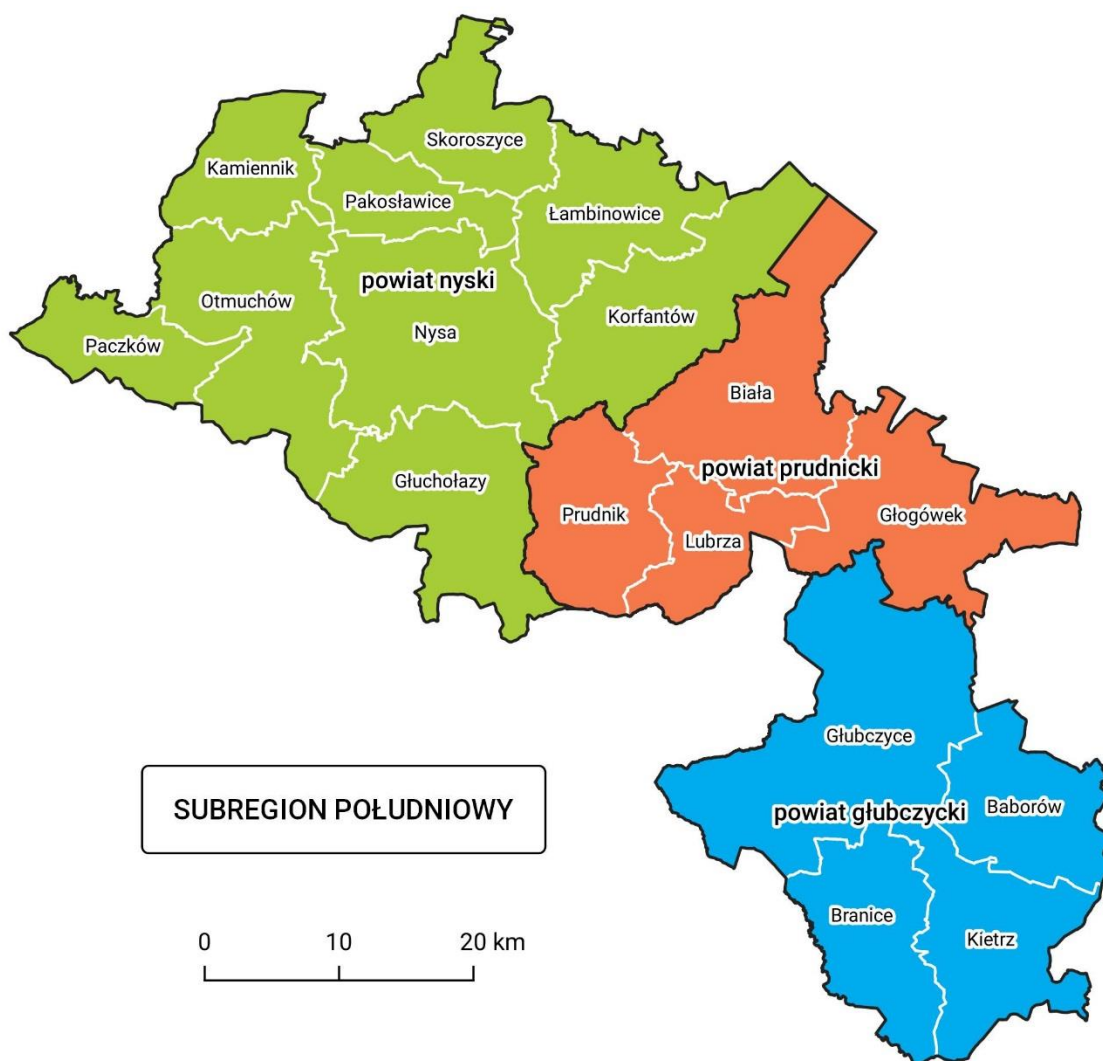 Skoroszyce
Kamiennik
Pakosławice
Łambinowice
powiat nyski
Otmuchów
Korfantów
Nysa
Paczków
Biała
powiat prudnicki
Głuchołazy
Prudnik
Głogówek
Lubrza
Głubczyce
SUBREGION POŁUDNIOWY
powiat głubczycki
Baborów
Branice
Kietrz
0 10 20 km